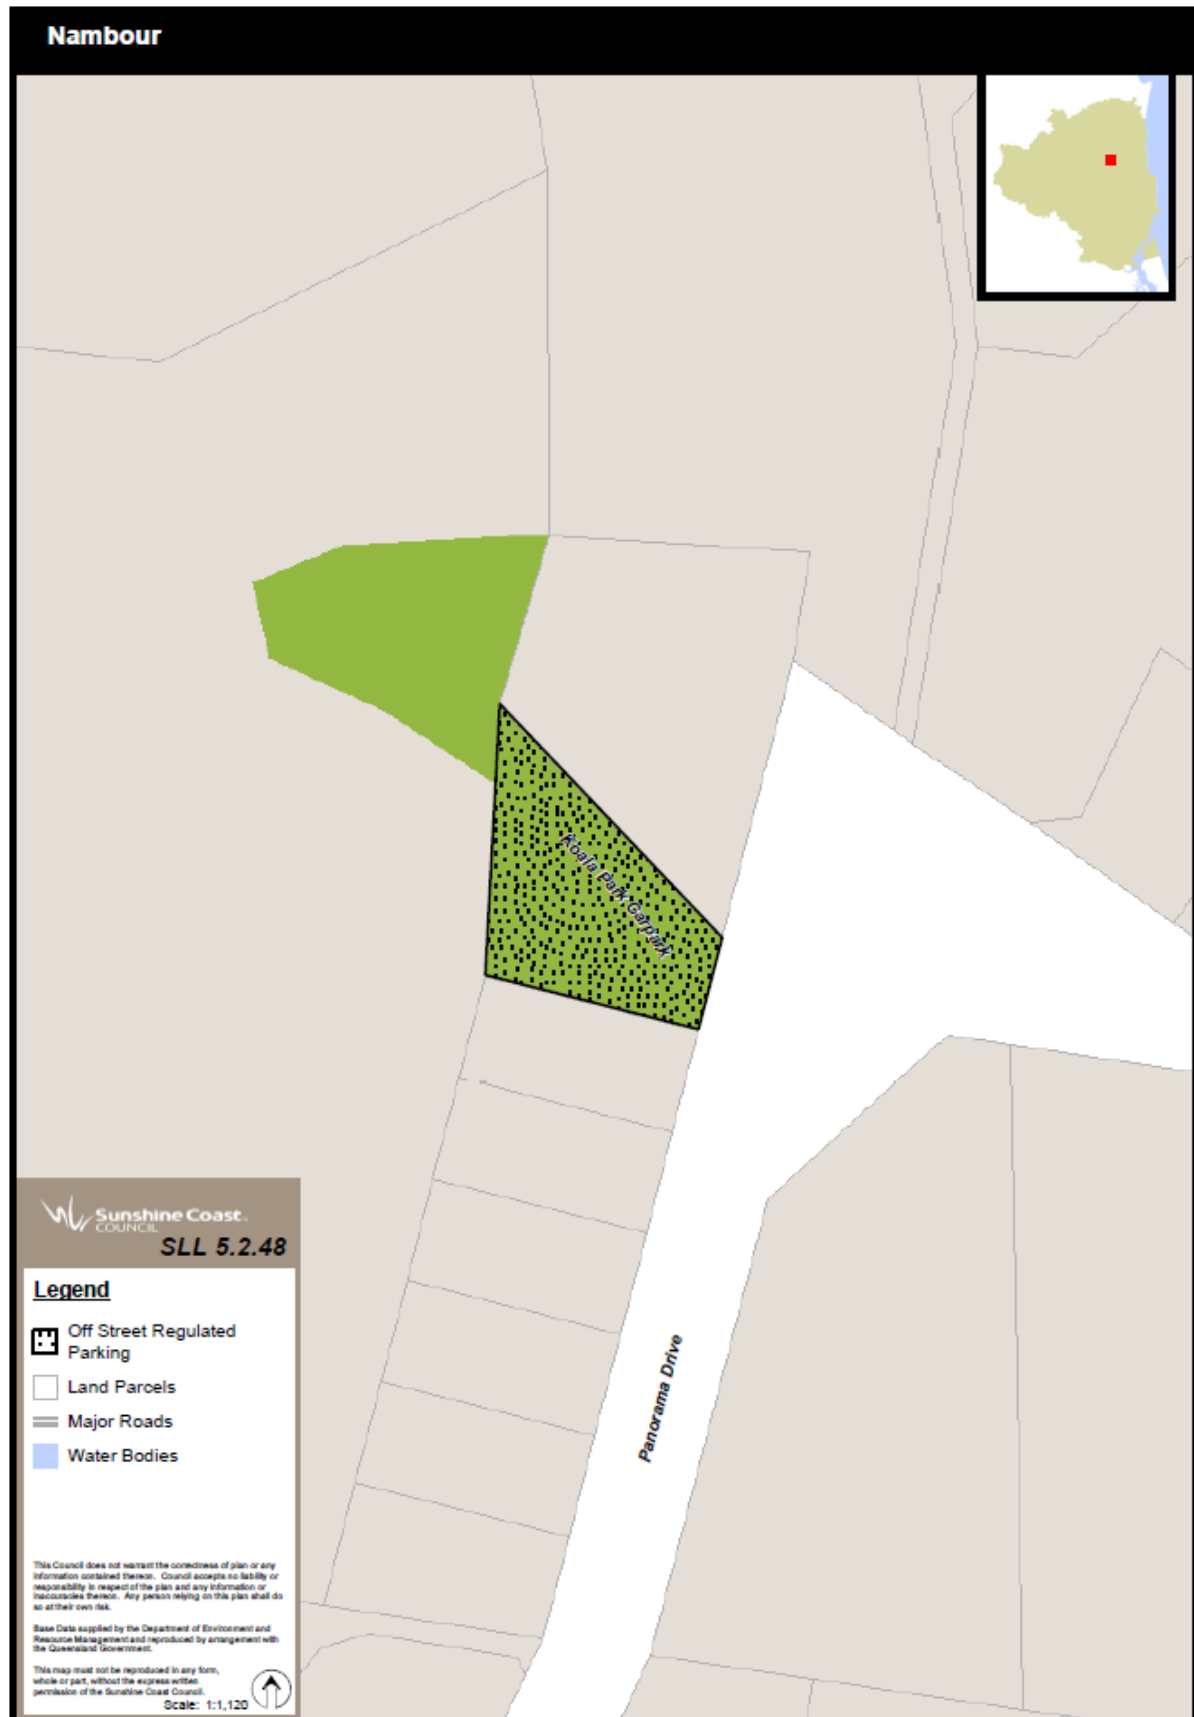 Nambour
Koala Park Carpark
Panorama Drive
Sunshine Coast
COUNCIL
SLL 5.2.48
Legend
Off Street Regulated
Parking
Land Parcels
Major Roads
Water Bodies
This Council does not warrant the correctness of plan or any
information contained thereon. Council accepts no liability or
responsibility in respect of the plan and any information or
inaccuracies thereon. Any person relying on this plan shall do
so at their own risk.
Base Data supplied by the Department of Environment and
Resource Management and reproduced by arrangement with
the Queensland Government.
This map must not be reproduced in any form,
whole or part, without the express written
permission of the Sunshine Coast Council.
Scale: 1:1,120